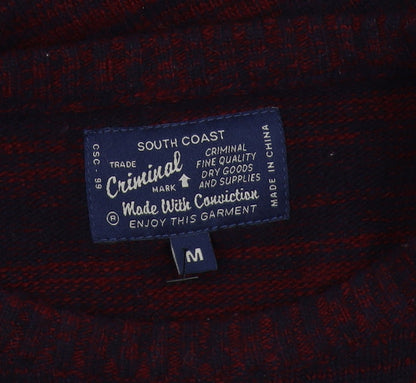 SOUTH COAST
CSC - 99
TRADE
Criminal
MARK
CRIMINAL
FINE QUALITY
DRY GOODS
AND SUPPLIES
MADE IN CHINA
® Made With Conviction
ENJOY THIS GARMENT
M